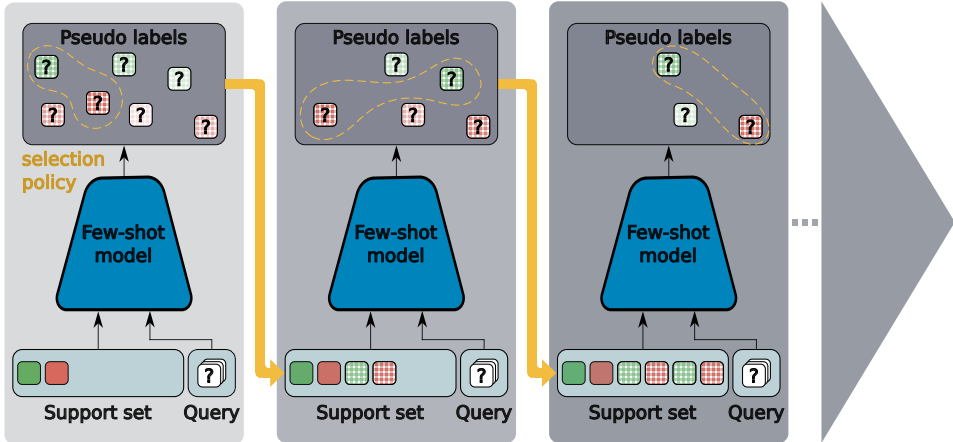 Pseudo labels
?
?
?
?
?
?
?
selection
policy
Few-shot
model
?
Support set
Query
Pseudo labels
?
?
?
?
?
Few-shot
model
?
Support set
Query
Pseudo labels
?
?
?
Few-shot
model
?
Support set
Query